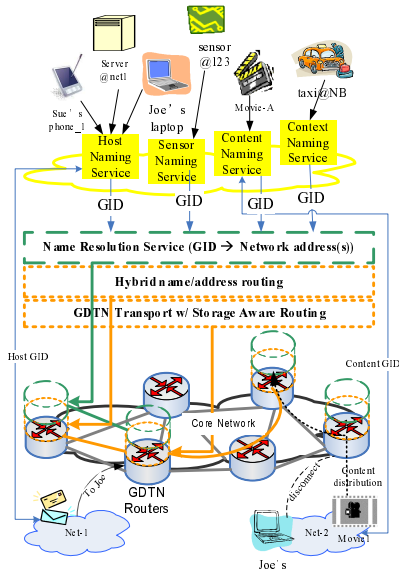 sensor
@123
Server
@net1
Sue's
phone_1
Joe's
laptop
Movie-A
taxi@NB
Host
Naming
Service
Sensor
Naming
Service
Content
Naming
Service
Context
Naming
Service
GID
GID
GID
GID
Name Resolution Service (GID → Network address(s))
Hybrid name/address routing
GDTN Transport w/ Storage Aware Routing
Host GID
Content GID
Core Network
To Joe
GDTN
Routers
disconnect
Content
distribution
Net-1
Net-2
Movie1
Joe's